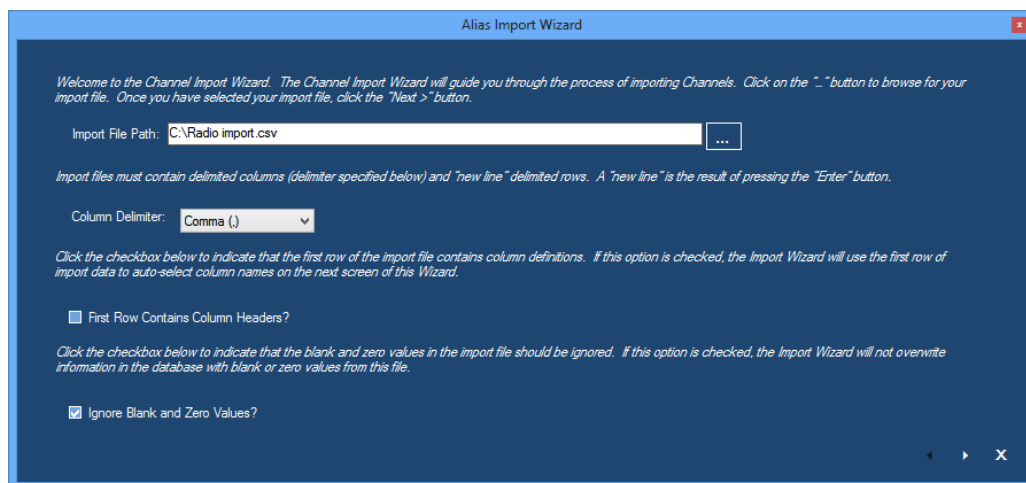 Alias Import Wizard
x
Welcome to the Channel Import Wizard. The Channel Import Wizard will guide you through the process of importing Channels. Click on the "..." button to browse for your
import file. Once you have selected your import file, click the "Next >" button.
Import File Path: C:\Radio import.csv ...
Import files must contain delimited columns (delimiter specified below) and "new line" delimited rows. A "new line" is the result of pressing the "Enter" button.
Column Delimiter: Comma (,)
Click the checkbox below to indicate that the first row of the import file contains column definitions. If this option is checked, the Import Wizard will use the first row of
import data to auto-select column names on the next screen of this Wizard.
First Row Contains Column Headers?
Click the checkbox below to indicate that the blank and zero values in the import file should be ignored. If this option is checked, the Import Wizard will not overwrite
information in the database with blank or zero values from this file.
Ignore Blank and Zero Values?
X